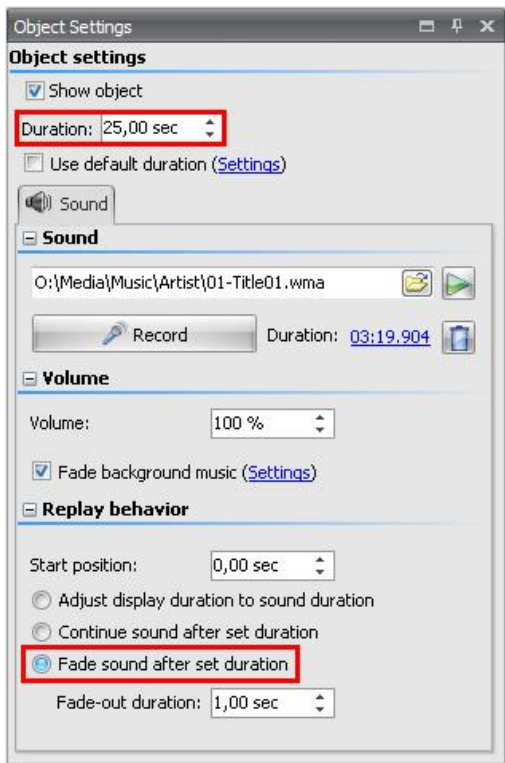 Object Settings
Object settings
Show object
Duration: 25,00 sec
Use default duration (Settings)
Sound
Sound
O:\Media\Music\Artist\01-Title01.wma
Record Duration: 03:19.904
Volume
Volume: 100 %
Fade background music (Settings)
Replay behavior
Start position: 0,00 sec
Adjust display duration to sound duration
Continue sound after set duration
Fade sound after set duration
Fade-out duration: 1,00 sec